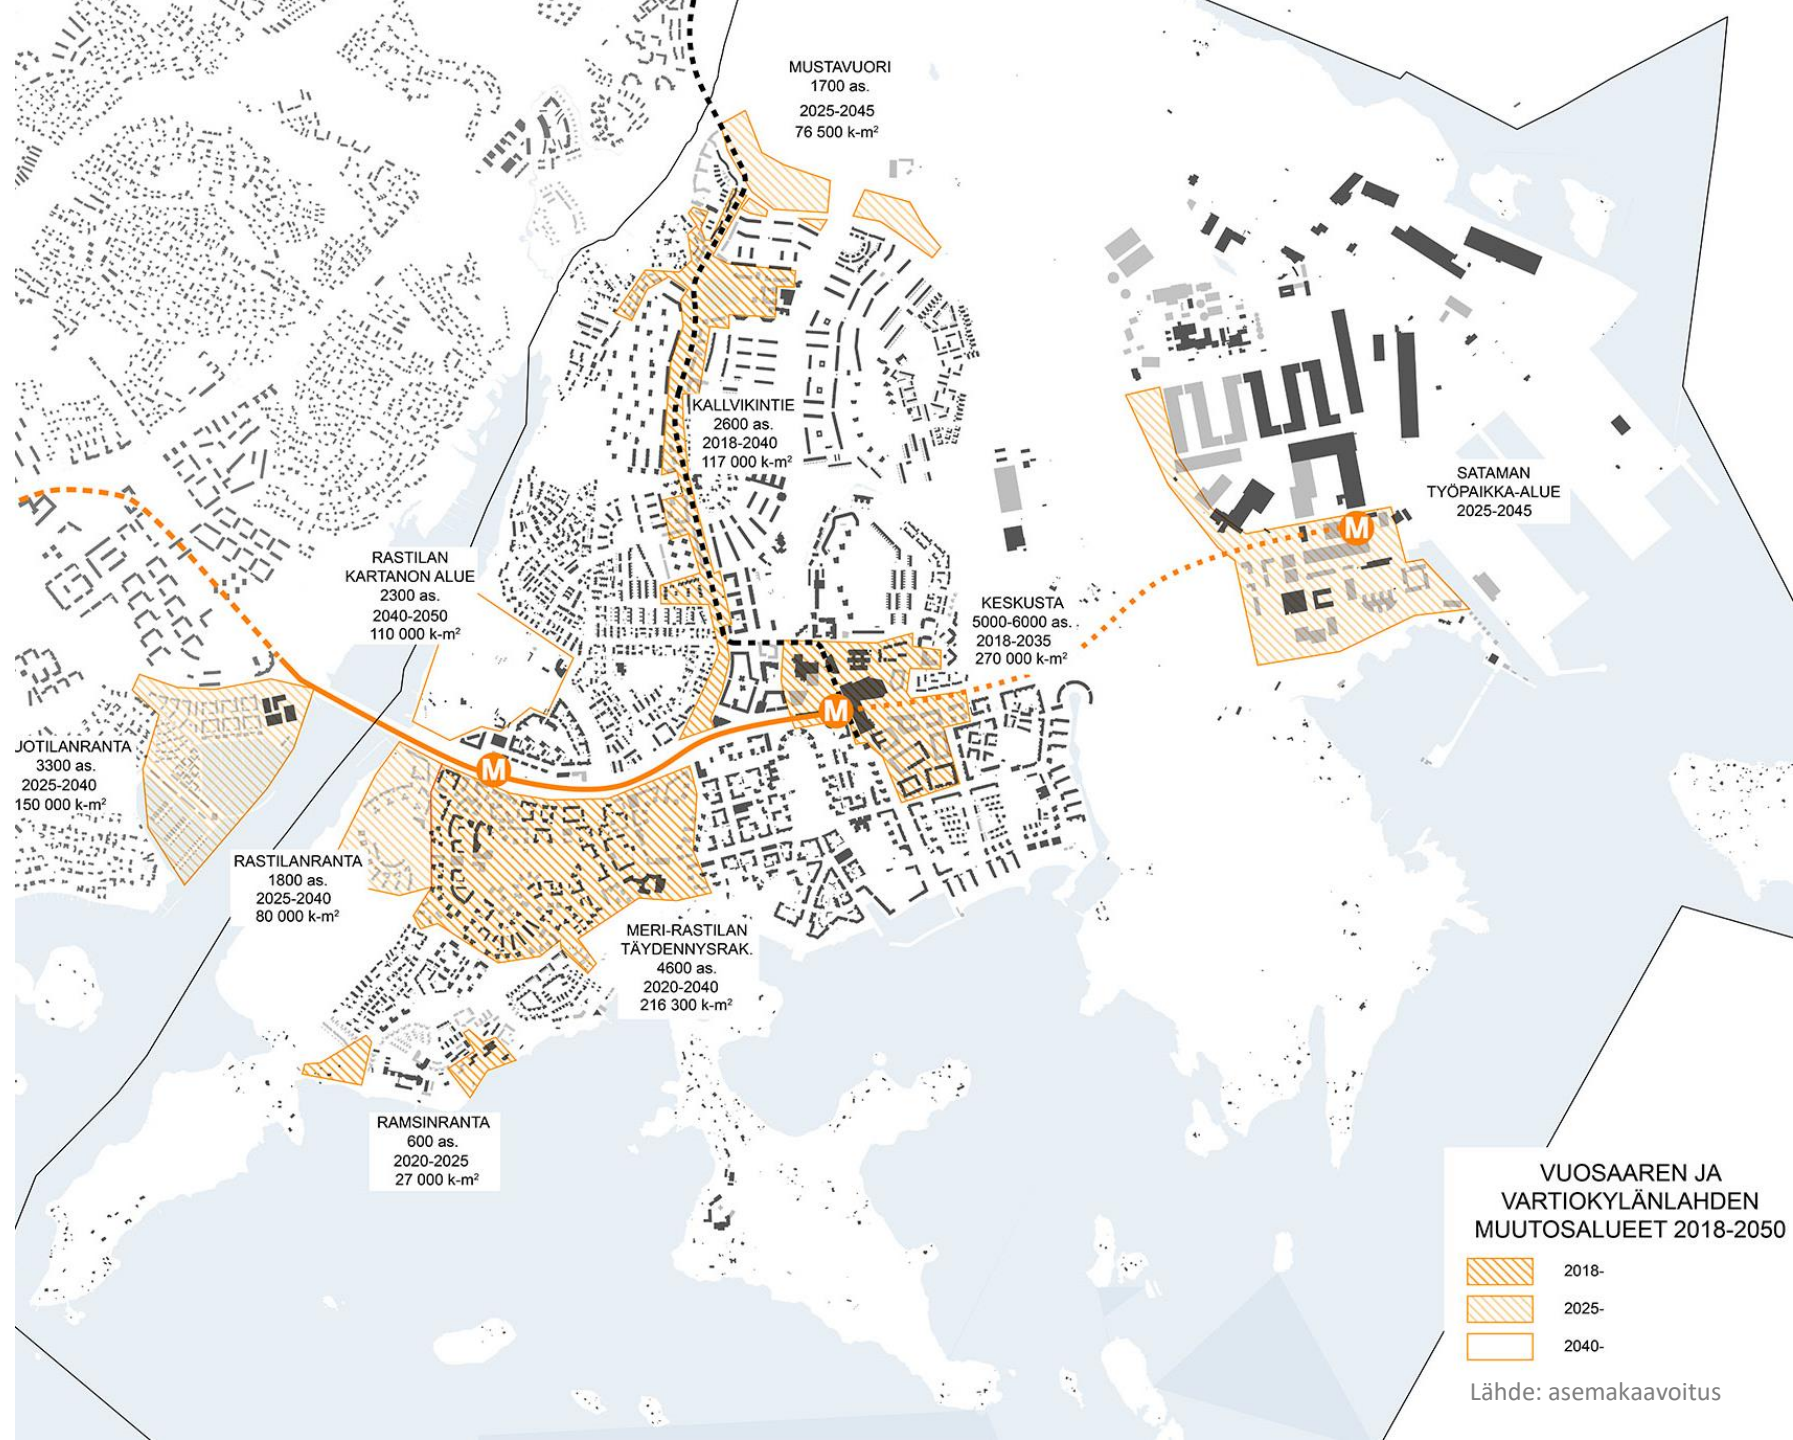 MUSTAVUORI
1700 as.
2025-2045
76 500 k-m²
KALLVIKINTIE
2600 as.
2018-2040
117 000 k-m²
SATAMAN
TYÖPAIKKA-ALUE
2025-2045
M
RASTILAN
KARTANON ALUE
2300 as.
2040-2050
110 000 k-m²
KESKUSTA
5000-6000 as.
2018-2035
270 000 k-m²
M
M
JOTILANRANTA
3300 as.
2025-2040
150 000 k-m²
RASTILANRANTA
1800 as.
2025-2040
80 000 k-m²
MERI-RASTILAN
TÄYDENNYSRAK.
4600 as.
2020-2040
216 300 k-m²
RAMSINRANTA
600 as.
2020-2025
27 000 k-m²
VUOSAAREN JA
VARTIOKYLÄNLAHDEN
MUUTOSALUEET 2018-2050
2018-
2025-
2040-
Lähde: asemakaavoitus